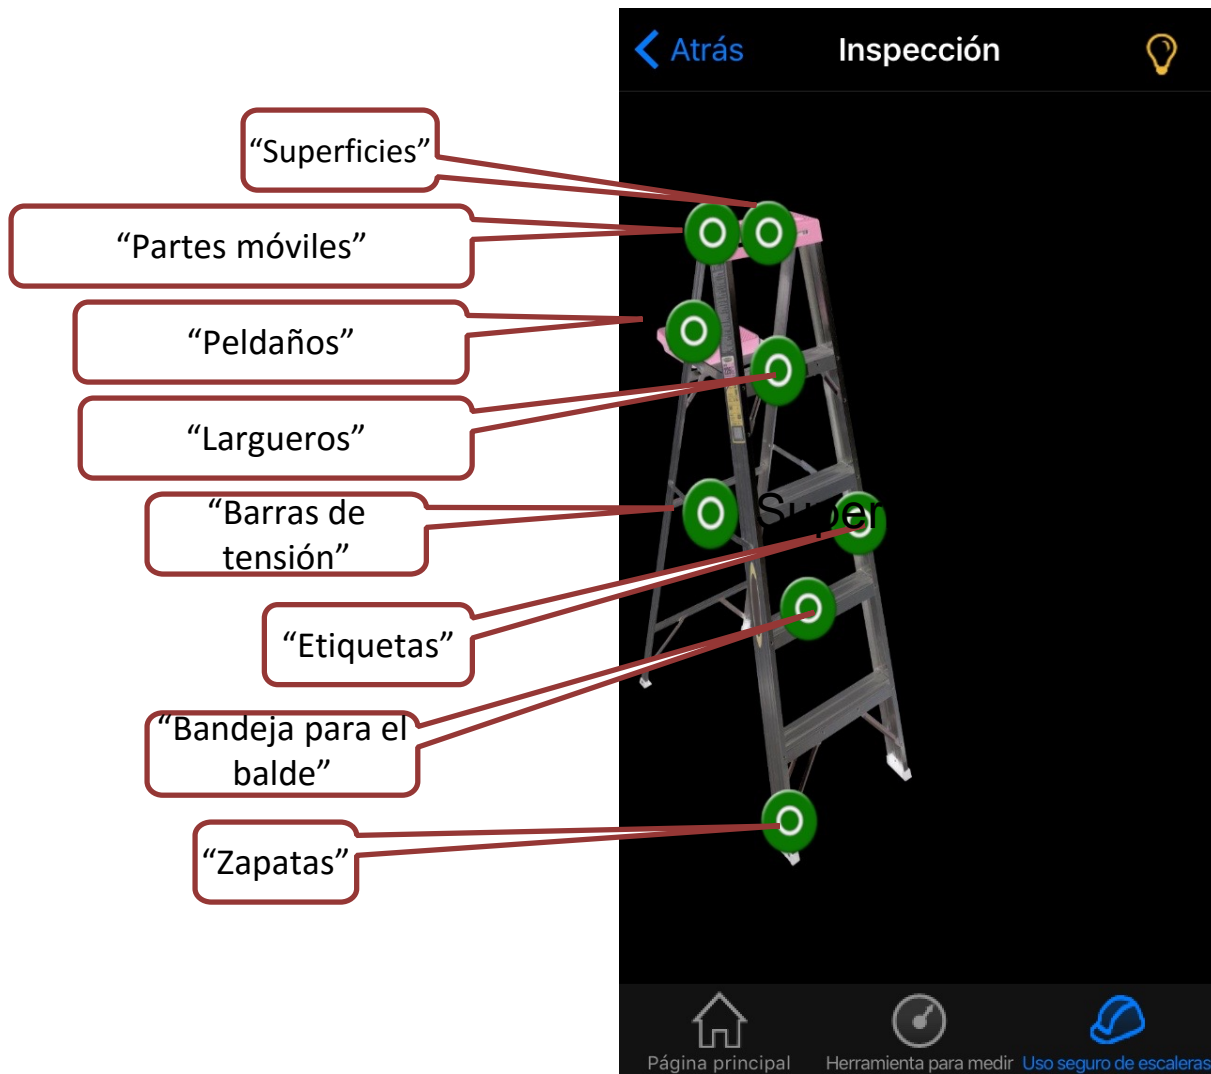 Atrás
Inspección
“Superficies”
“Partes móviles”
“Peldaños”
“Largueros”
“Barras de
tensión”
Super
“Etiquetas”
“Bandeja para el
balde”
“Zapatas”
Página principal
Herramienta para medir
Uso seguro de escaleras